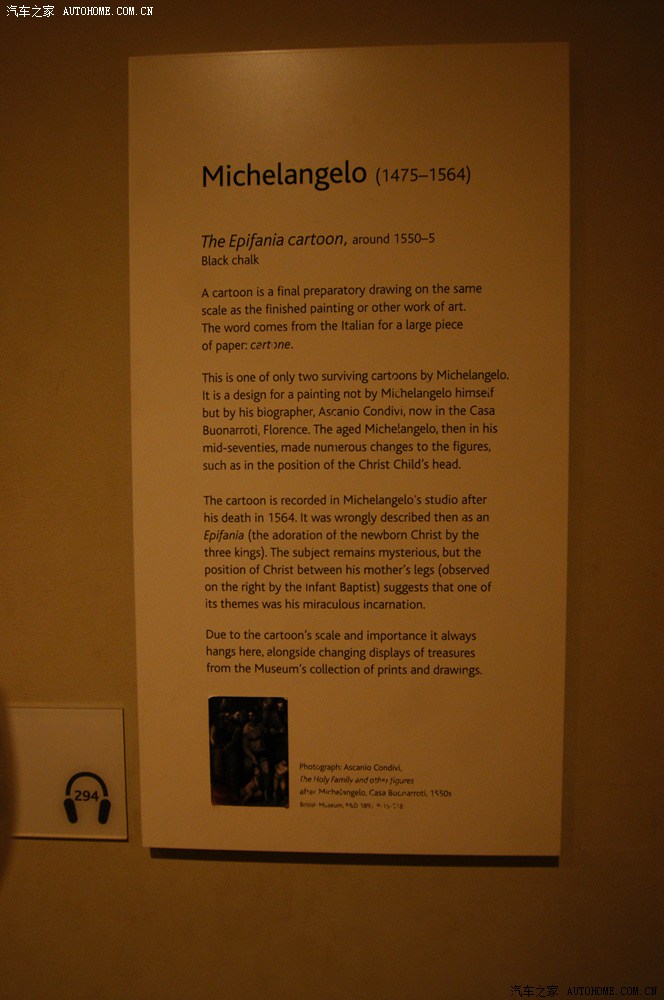 汽车之家 AUTOHOME.COM.CN
Michelangelo (1475–1564)
The Epifania cartoon, around 1550–5
Black chalk
A cartoon is a final preparatory drawing on the same
scale as the finished painting or other work of art.
The word comes from the Italian for a large piece
of paper: cartone.
This is one of only two surviving cartoons by Michelangelo.
It is a design for a painting not by Michelangelo himself
but by his biographer, Ascanio Condivi, now in the Casa
Buonarroti, Florence. The aged Michelangelo, then in his
mid-seventies, made numerous changes to the figures,
such as in the position of the Christ Child's head.
The cartoon is recorded in Michelangelo's studio after
his death in 1564. It was wrongly described then as an
Epifania (the adoration of the newborn Christ by the
three kings). The subject remains mysterious, but the
position of Christ between his mother's legs (observed
on the right by the Infant Baptist) suggests that one of
its themes was his miraculous incarnation.
Due to the cartoon's scale and importance it always
hangs here, alongside changing displays of treasures
from the Museum's collection of prints and drawings.
Photograph: Ascanio Condivi,
The Holy Family and other figures
after Michelangelo, Casa Buonarroti, 1550s
British Museum, P&D
294
汽车之家 AUTOHOME.COM.CN